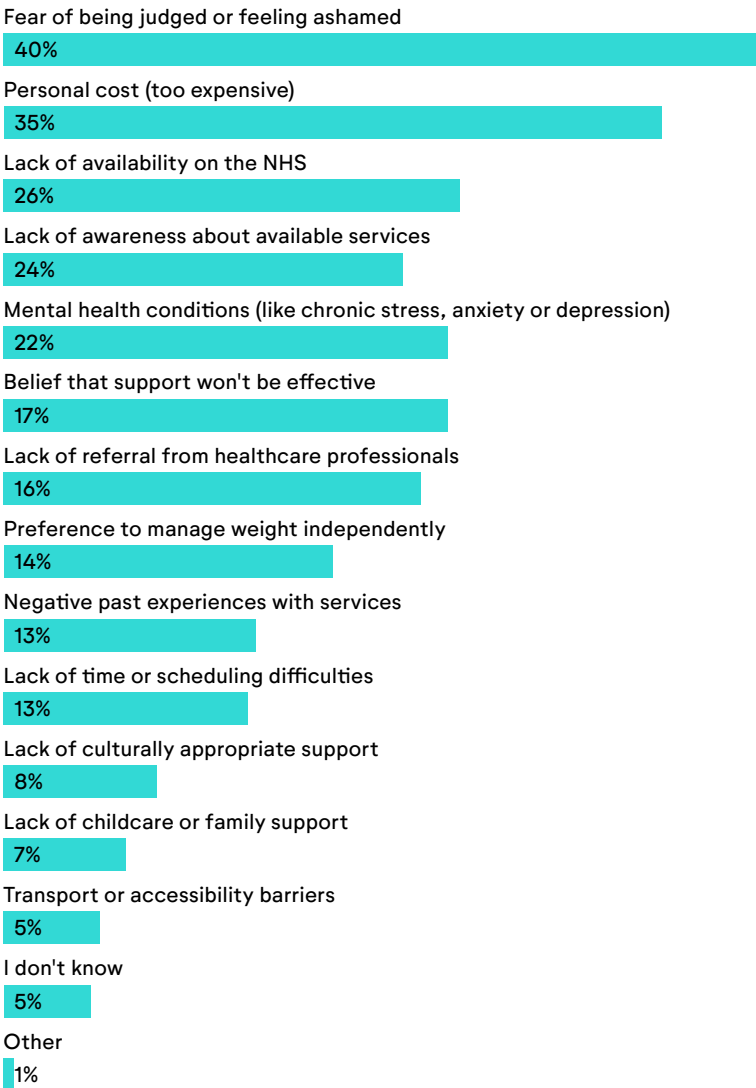 Fear of being judged or feeling ashamed
40%
Personal cost (too expensive)
35%
Lack of availability on the NHS
26%
Lack of awareness about available services
24%
Mental health conditions (like chronic stress, anxiety or depression)
22%
Belief that support won't be effective
17%
Lack of referral from healthcare professionals
16%
Preference to manage weight independently
14%
Negative past experiences with services
13%
Lack of time or scheduling difficulties
13%
Lack of culturally appropriate support
8%
Lack of childcare or family support
7%
Transport or accessibility barriers
5%
I don't know
5%
Other
1%